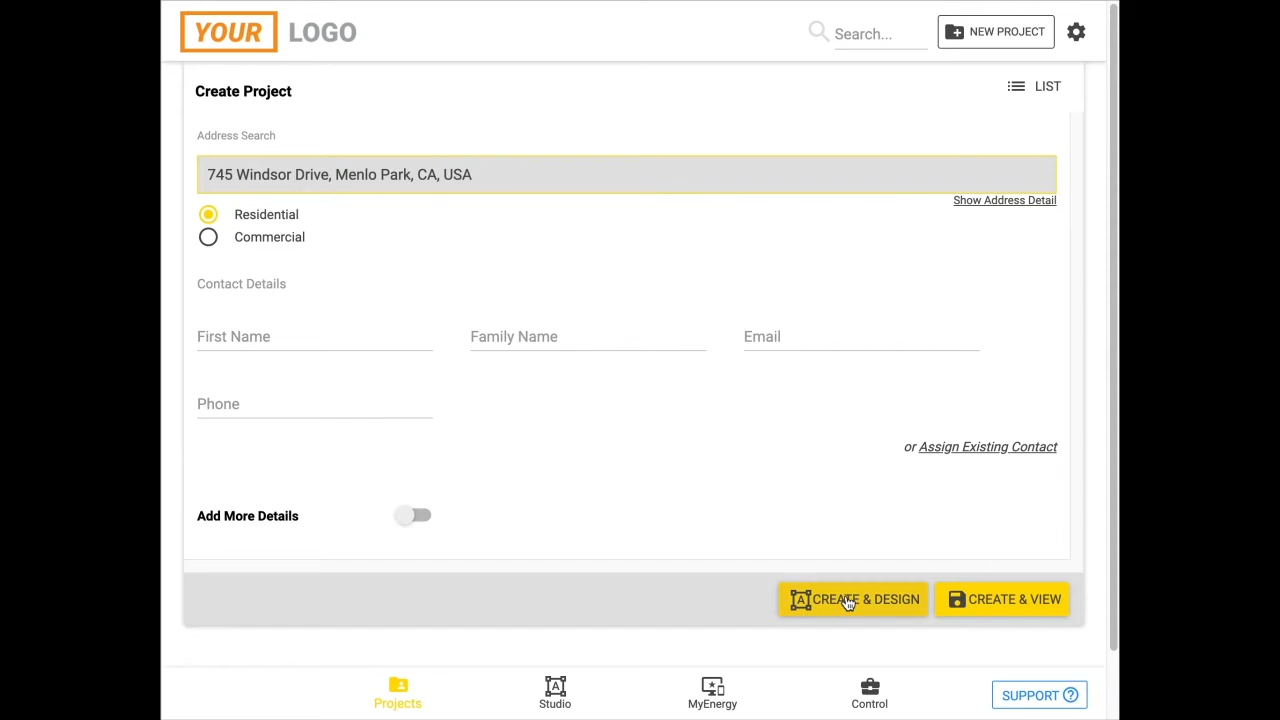 YOUR LOGO
Search...
NEW PROJECT
Create Project
LIST
Address Search
745 Windsor Drive, Menlo Park, CA, USA
Show Address Detail
Residential
Commercial
Contact Details
First Name
Family Name
Email
Phone
or Assign Existing Contact
Add More Details
A CREATE & DESIGN
CREATE & VIEW
Projects
A
Studio
MyEnergy
Control
SUPPORT ?